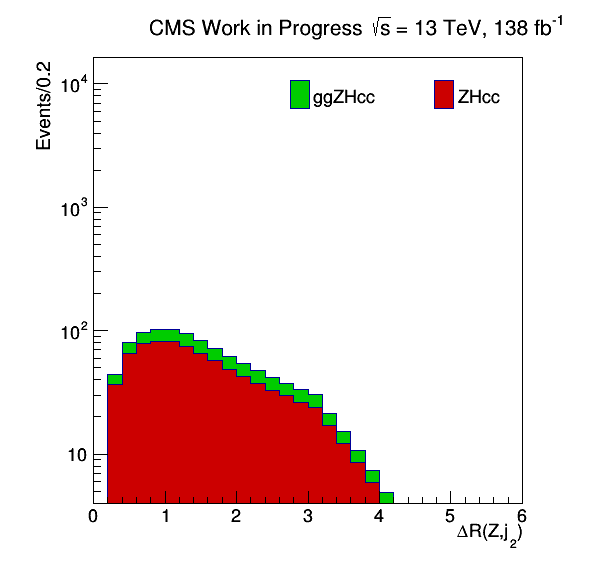 CMS Work in Progress √s = 13 TeV, 138 fb⁻¹
Events/0.2
ggZHcc ZHcc
10⁴
10³
10²
10
0 1 2 3 4 5 6
ΔR(Z,j₂)